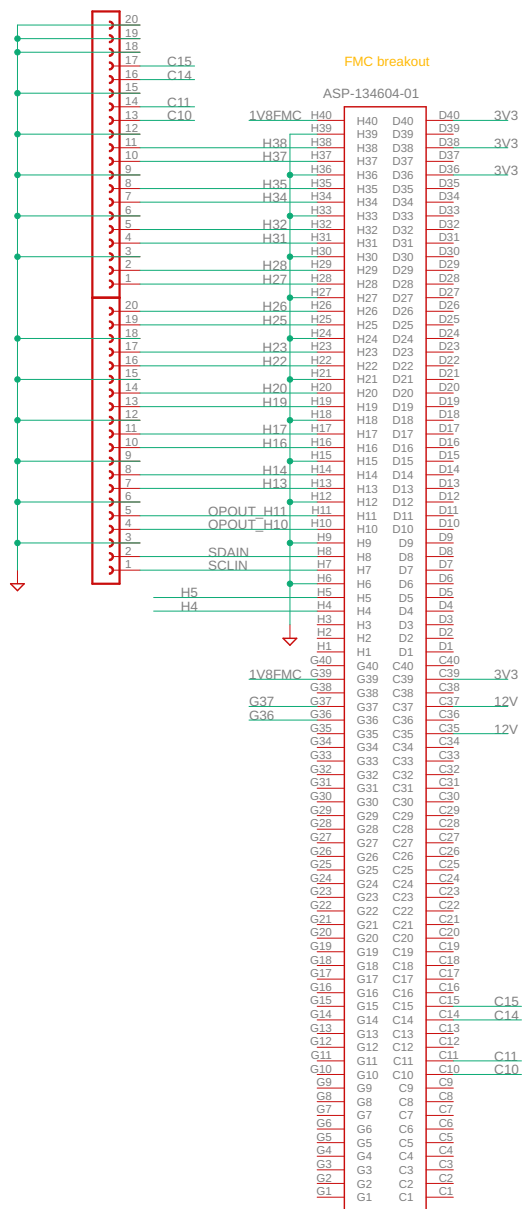 20
19
18
17 C15
16 C14
15
14 C11
13 C10
12
11 H38
10 H37
9
8 H35
7 H34
6
5 H32
4 H31
3
2 H28
1 H27
20 H26
19 H25
18
17 H23
16 H22
15
14 H20
13 H19
12
11 H17
10 H16
9
8 H14
7 H13
6
5 OPOUT_H11
4 OPOUT_H10
3
2 SDAIN
1 SCLIN
H5
H4
FMC breakout
ASP-134604-01
1V8FMC H40 H40 D40 D40 3V3
H39 H39 D39 D39
H38 H38 D38 D38 3V3
H37 H37 D37 D37
H36 H36 D36 D36 3V3
H35 H35 D35 D35
H34 H34 D34 D34
H33 H33 D33 D33
H32 H32 D32 D32
H31 H31 D31 D31
H30 H30 D30 D30
H29 H29 D29 D29
H28 H28 D28 D28
H27 H27 D27 D27
H26 H26 D26 D26
H25 H25 D25 D25
H24 H24 D24 D24
H23 H23 D23 D23
H22 H22 D22 D22
H21 H21 D21 D21
H20 H20 D20 D20
H19 H19 D19 D19
H18 H18 D18 D18
H17 H17 D17 D17
H16 H16 D16 D16
H15 H15 D15 D15
H14 H14 D14 D14
H13 H13 D13 D13
H12 H12 D12 D12
H11 H11 D11 D11
H10 H10 D10 D10
H9 H9 D9 D9
H8 H8 D8 D8
H7 H7 D7 D7
H6 H6 D6 D6
H5 H5 D5 D5
H4 H4 D4 D4
H3 H3 D3 D3
H2 H2 D2 D2
H1 H1 D1 D1
G40 G40 C40 C40
1V8FMC G39 G39 C39 C39 3V3
G38 G38 C38 C38
G37 G37 G37 C37 C37 12V
G36 G36 G36 C36 C36
G35 G35 C35 C35 12V
G34 G34 C34 C34
G33 G33 C33 C33
G32 G32 C32 C32
G31 G31 C31 C31
G30 G30 C30 C30
G29 G29 C29 C29
G28 G28 C28 C28
G27 G27 C27 C27
G26 G26 C26 C26
G25 G25 C25 C25
G24 G24 C24 C24
G23 G23 C23 C23
G22 G22 C22 C22
G21 G21 C21 C21
G20 G20 C20 C20
G19 G19 C19 C19
G18 G18 C18 C18
G17 G17 C17 C17
G16 G16 C16 C16
G15 G15 C15 C15 C15
G14 G14 C14 C14 C14
G13 G13 C13 C13
G12 G12 C12 C12
G11 G11 C11 C11 C11
G10 G10 C10 C10 C10
G9 G9 C9 C9
G8 G8 C8 C8
G7 G7 C7 C7
G6 G6 C6 C6
G5 G5 C5 C5
G4 G4 C4 C4
G3 G3 C3 C3
G2 G2 C2 C2
G1 G1 C1 C1